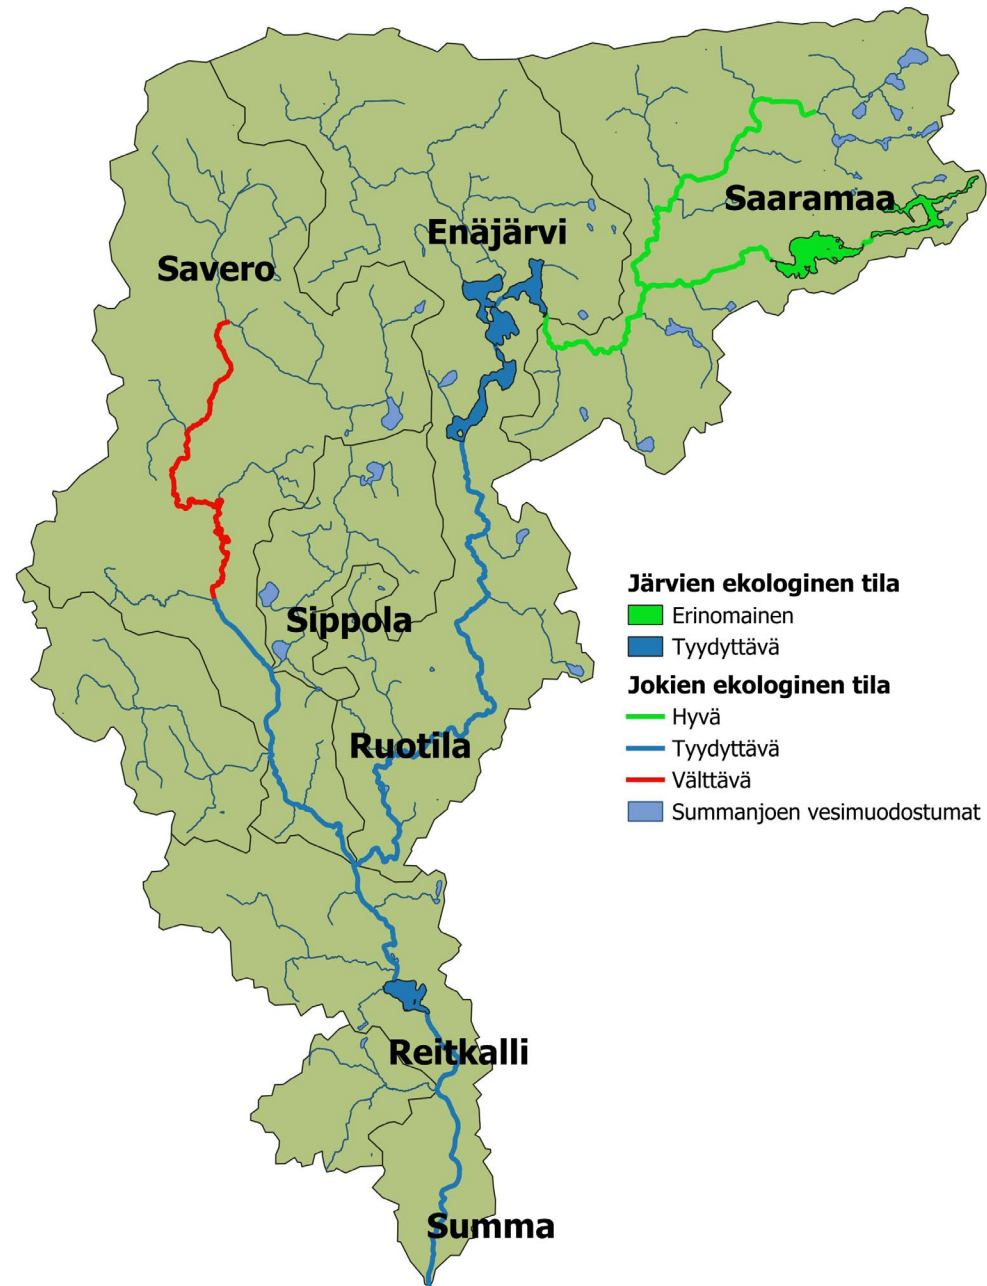 Saaramaa
Enäjärvi
Savero
Sippola
Ruotila
Reitkalli
Summa
Järvien ekologinen tila
Erinomainen
Tyydyttävä
Jokien ekologinen tila
Hyvä
Tyydyttävä
Välttävä
Summanjoen vesimuodostumat